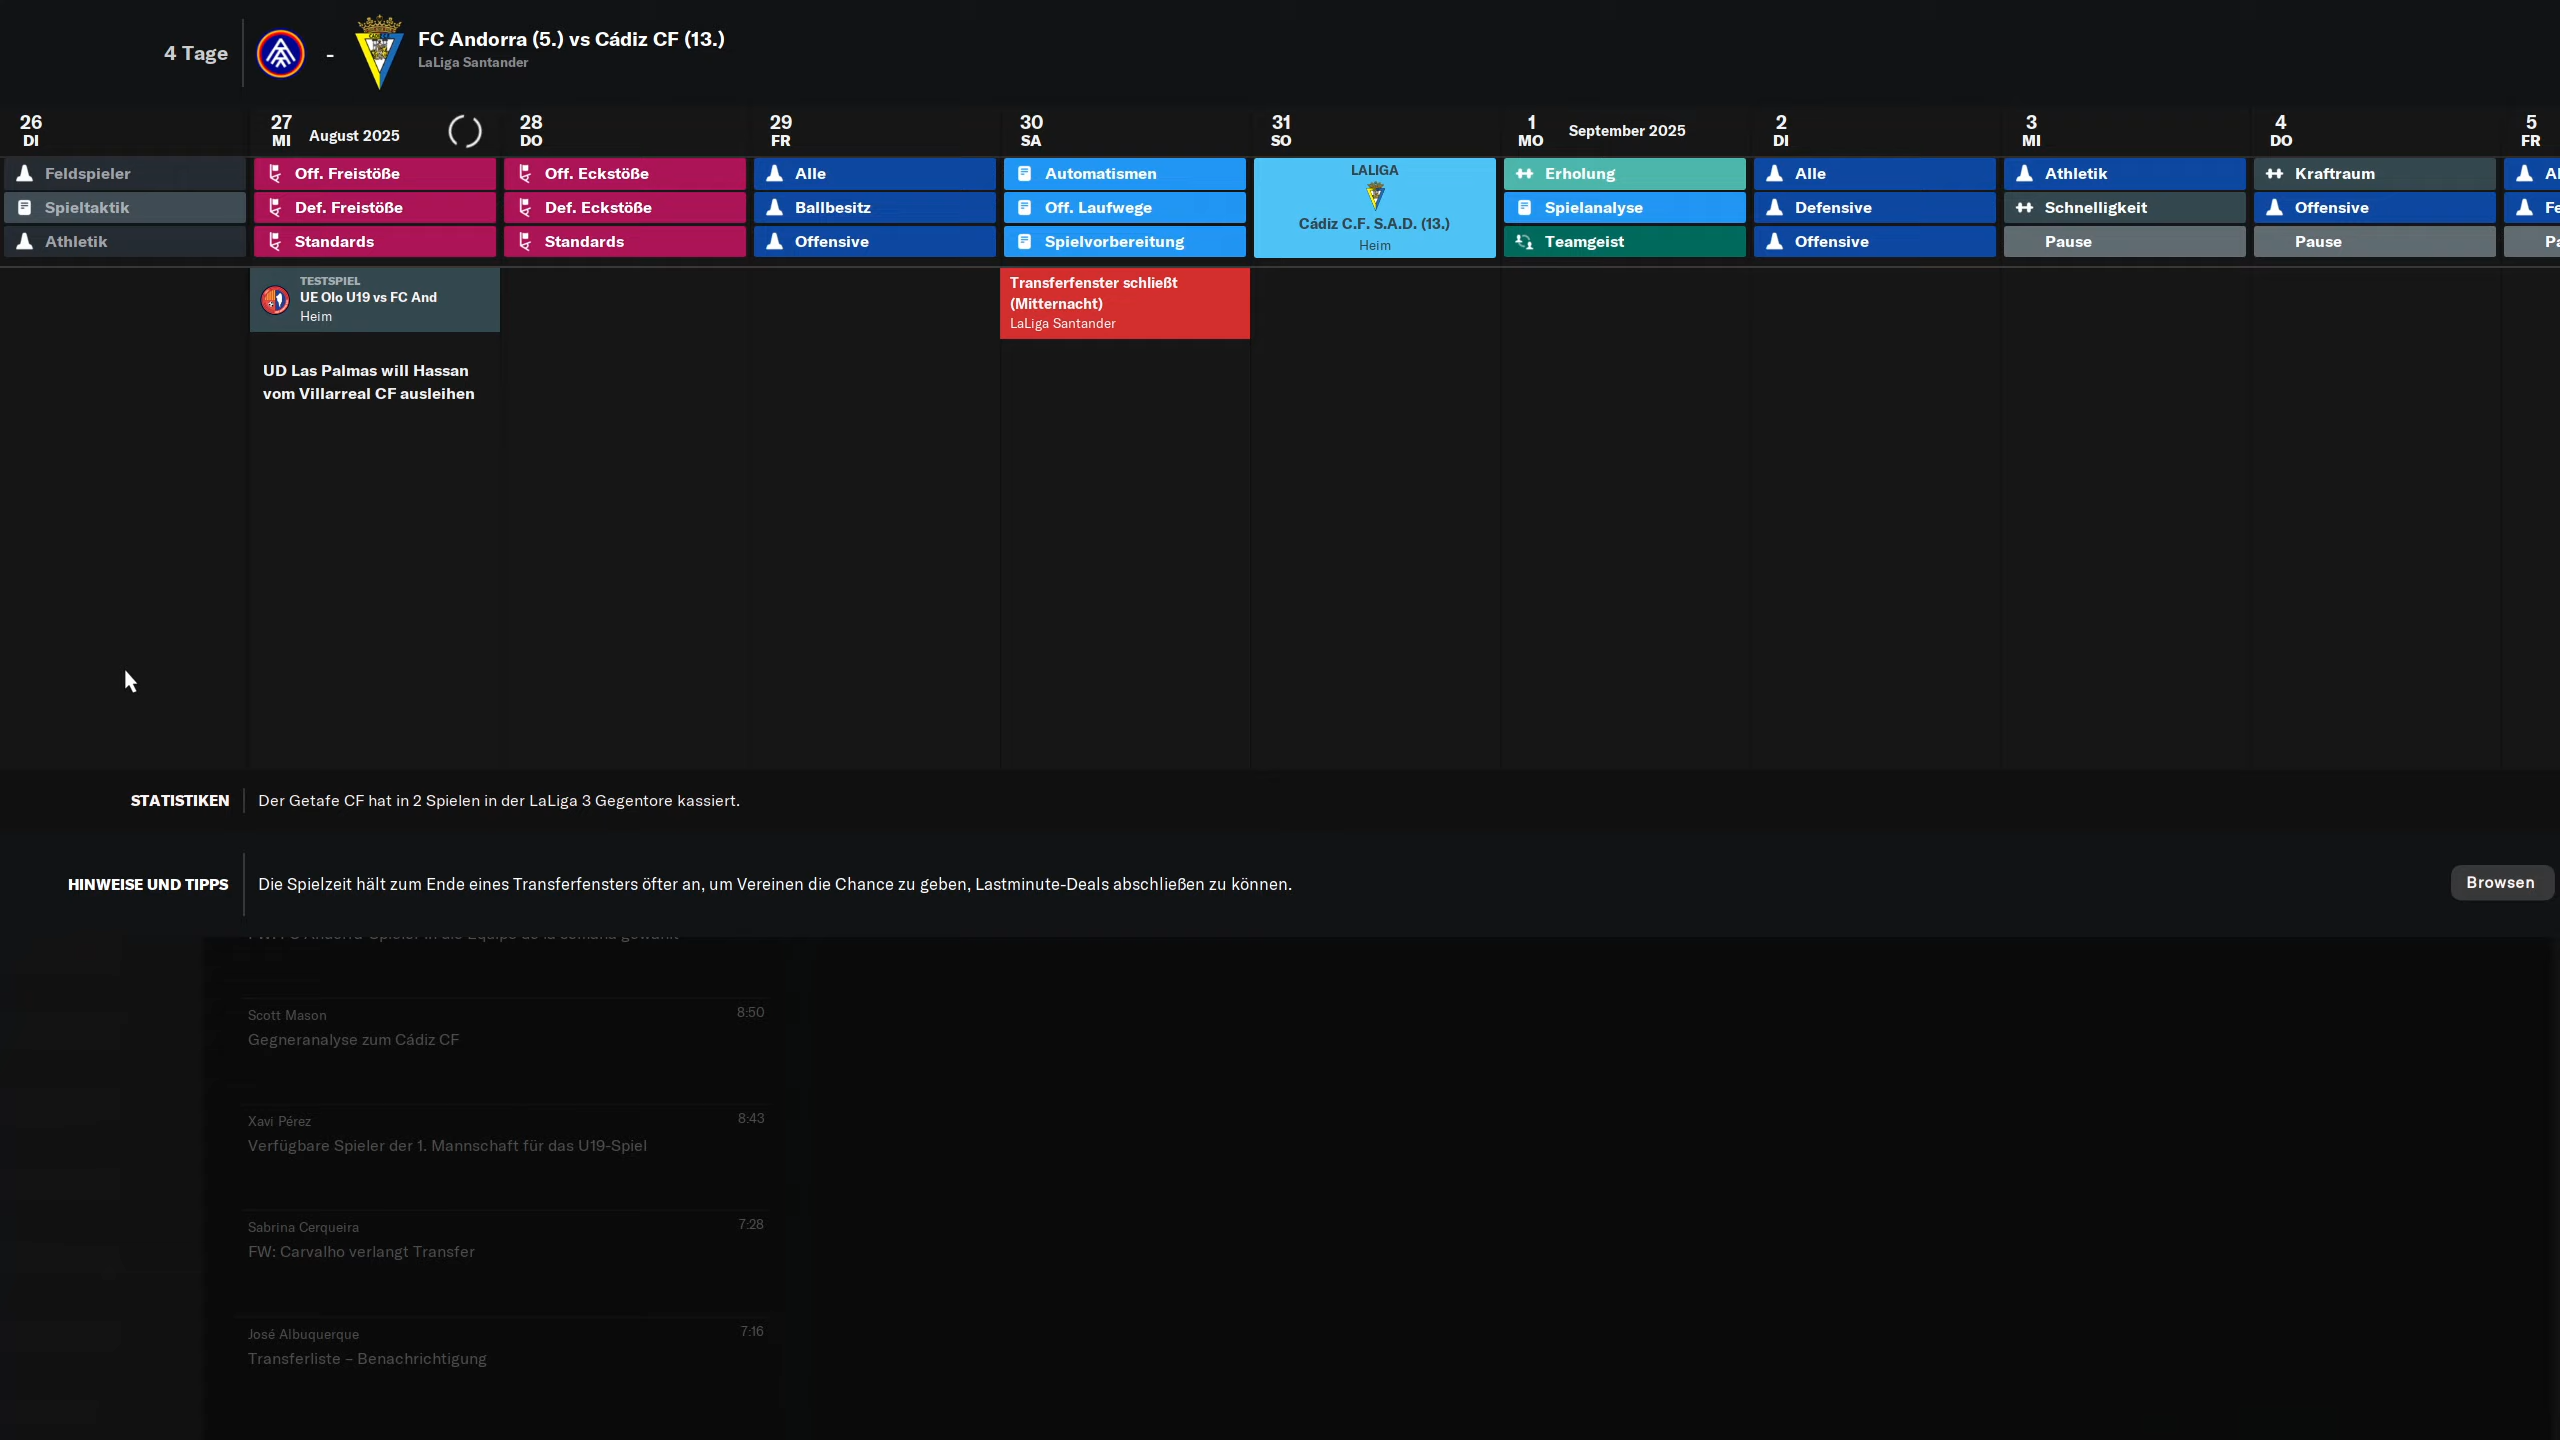 4 Tage
FC Andorra (5.) vs Cádiz CF (13.)
LaLiga Santander
26
DI
27
MI
August 2025
28
DO
29
FR
30
SA
31
SO
1
MO
September 2025
2
DI
3
MI
4
DO
5
FR
Feldspieler
Spieltaktik
Athletik
Off. Freistöße
Def. Freistöße
Standards
Off. Eckstöße
Def. Eckstöße
Standards
Alle
Ballbesitz
Offensive
Automatismen
Off. Laufwege
Spielvorbereitung
LALIGA
Cádiz C.F. S.A.D. (13.)
Heim
Erholung
Spielanalyse
Teamgeist
Alle
Defensive
Offensive
Athletik
Schnelligkeit
Pause
Kraftraum
Offensive
Pause
TESTSPIEL
UE Olo U19 vs FC And
Heim
UD Las Palmas will Hassan
vom Villarreal CF ausleihen
Transferfenster schließt
(Mitternacht)
LaLiga Santander
STATISTIKEN
Der Getafe CF hat in 2 Spielen in der LaLiga 3 Gegentore kassiert.
HINWEISE UND TIPPS
Die Spielzeit hält zum Ende eines Transferfensters öfter an, um Vereinen die Chance zu geben, Lastminute-Deals abschließen zu können.
Browsen
Scott Mason
8:50
Gegneranalyse zum Cádiz CF
Xavi Pérez
8:43
Verfügbare Spieler der 1. Mannschaft für das U19-Spiel
Sabrina Cerqueira
7:28
FW: Carvalho verlangt Transfer
José Albuquerque
7:16
Transferliste – Benachrichtigung